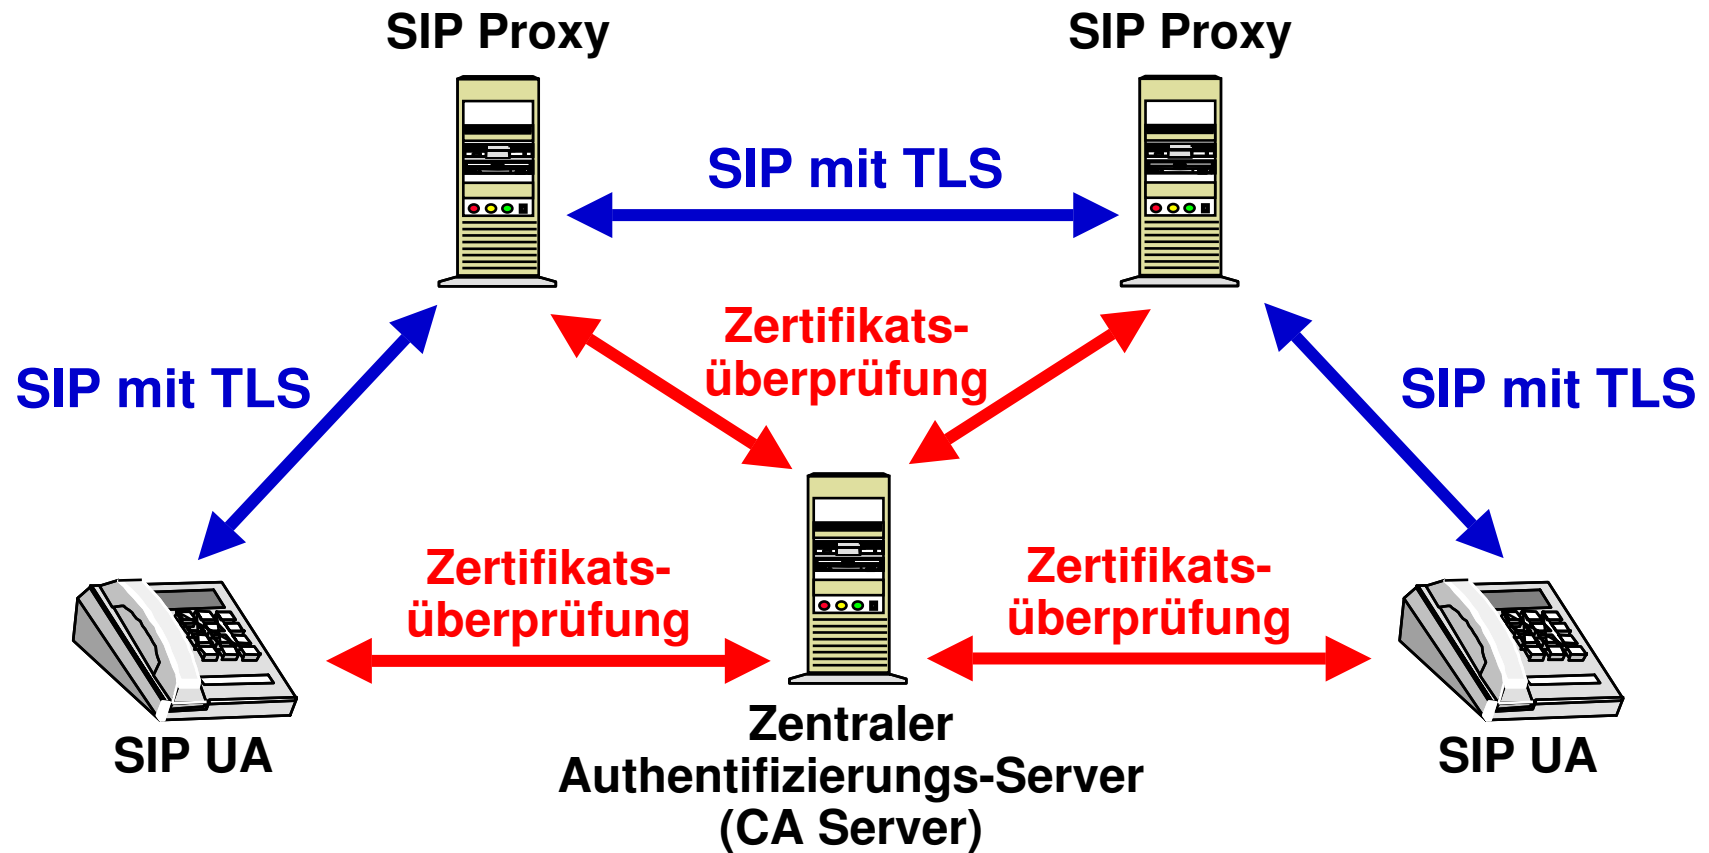 SIP Proxy
SIP Proxy
SIP mit TLS
Zertifikats-
überprüfung
SIP mit TLS
SIP mit TLS
Zertifikats-
überprüfung
Zertifikats-
überprüfung
SIP UA
Zentraler
Authentifizierungs-Server
(CA Server)
SIP UA